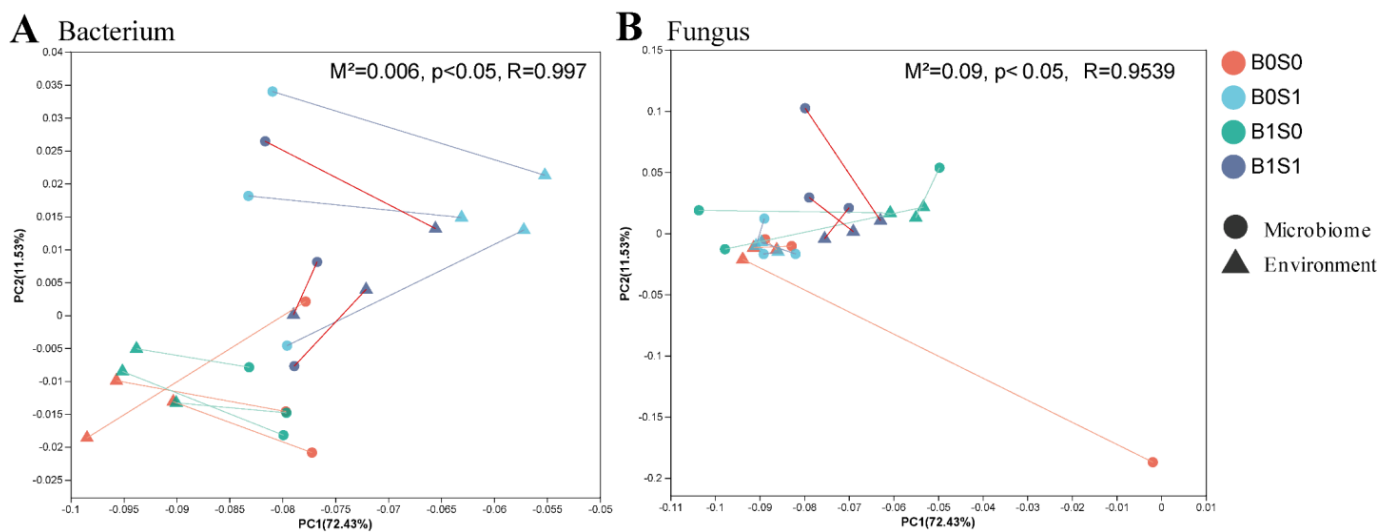 A Bacterium
M²=0.006, p<0.05, R=0.997
PC2(11.53%)
0.04
0.035
0.03
0.025
0.02
0.015
0.01
0.005
0
-0.005
-0.01
-0.015
-0.02
-0.025
-0.1 -0.095 -0.09 -0.085 -0.08 -0.075 -0.07 -0.065 -0.06 -0.055 -0.05
PC1(72.43%)
B Fungus
M²=0.09, p< 0.05, R=0.9539
PC2(11.53%)
0.15
0.1
0.05
0
-0.05
-0.1
-0.15
-0.2
-0.11 -0.1 -0.09 -0.08 -0.07 -0.06 -0.05 -0.04 -0.03 -0.02 -0.01 0 0.01
PC1(72.43%)
B0S0
B0S1
B1S0
B1S1
Microbiome
Environment